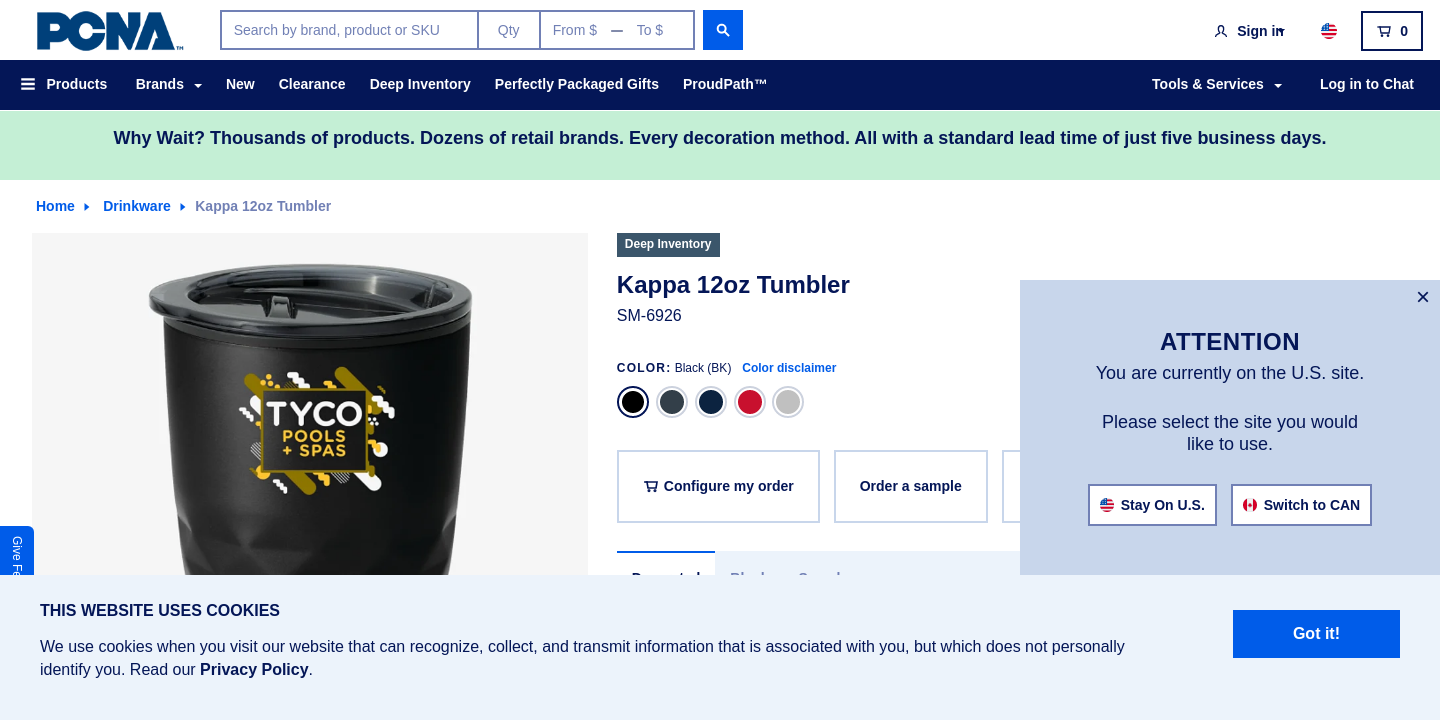 PCNA™
Search by brand, product or SKU
Qty
From $ — To $
Sign in
0
Products
Brands
New
Clearance
Deep Inventory
Perfectly Packaged Gifts
ProudPath™
Tools & Services
Log in to Chat
Why Wait? Thousands of products. Dozens of retail brands. Every decoration method. All with a standard lead time of just five business days.
Home
Drinkware
Kappa 12oz Tumbler
TYCO
POOLS
+ SPAS
Deep Inventory
Kappa 12oz Tumbler
SM-6926
COLOR: Black (BK) Color disclaimer
Configure my order
Order a sample
×
ATTENTION
You are currently on the U.S. site.
Please select the site you would
like to use.
Stay On U.S.
Switch to CAN
Give Fe
THIS WEBSITE USES COOKIES
We use cookies when you visit our website that can recognize, collect, and transmit information that is associated with you, but which does not personally
identify you. Read our Privacy Policy.
Got it!